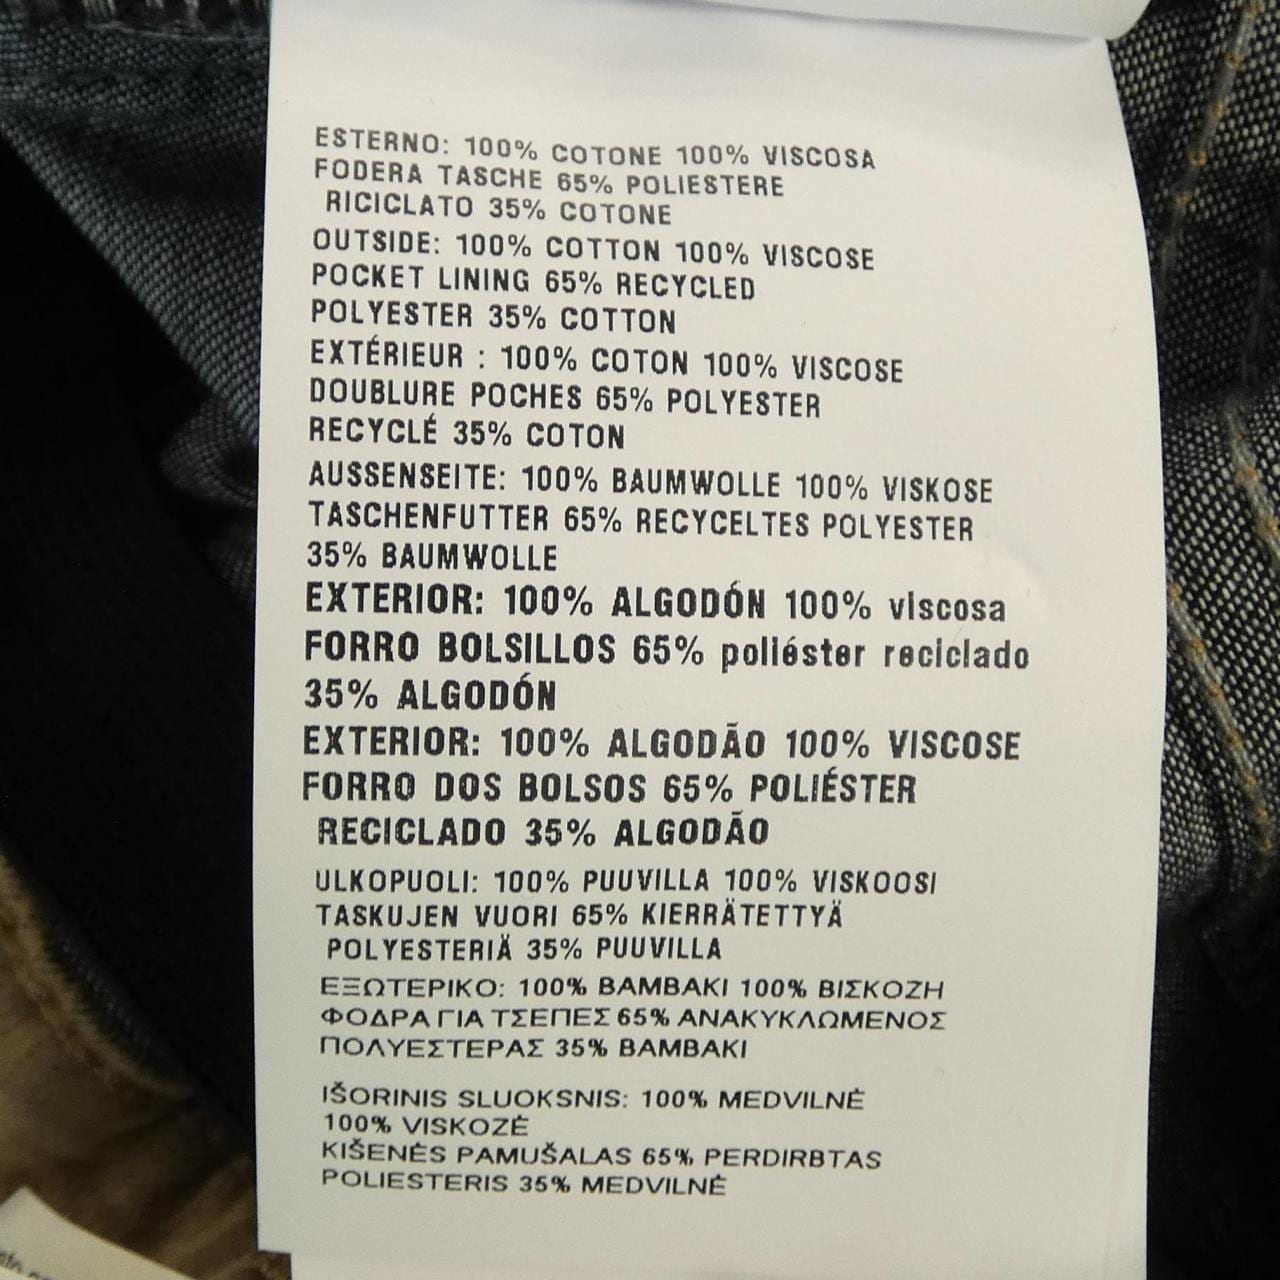 ESTERNO: 100% COTONE 100% VISCOSA
FODERA TASCHE 65% POLIESTERE
RICICLATO 35% COTONE
OUTSIDE: 100% COTTON 100% VISCOSE
POCKET LINING 65% RECYCLED
POLYESTER 35% COTTON
EXTÉRIEUR : 100% COTON 100% VISCOSE
DOUBLURE POCHES 65% POLYESTER
RECYCLÉ 35% COTON
AUSSENSEITE: 100% BAUMWOLLE 100% VISKOSE
TASCHENFUTTER 65% RECYCELTES POLYESTER
35% BAUMWOLLE
EXTERIOR: 100% ALGODÓN 100% viscosa
FORRO BOLSILLOS 65% poliéster reciclado
35% ALGODÓN
EXTERIOR: 100% ALGODÃO 100% VISCOSE
FORRO DOS BOLSOS 65% POLIÉSTER
RECICLADO 35% ALGODÃO
ULKOPUOLI: 100% PUUVILLA 100% VISKOOSI
TASKUJEN VUORI 65% KIERRÄTETTYÄ
POLYESTERIÄ 35% PUUVILLA
ΕΞΩΤΕΡΙΚΟ: 100% ΒΑΜΒΑΚΙ 100% ΒΙΣΚΟΖΗ
ΦΟΔΡΑ ΓΙΑ ΤΣΕΠΕΣ 65% ΑΝΑΚΥΚΛΩΜΕΝΟΣ
ΠΟΛΥΕΣΤΕΡΑΣ 35% ΒΑΜΒΑΚΙ
IŠORINIS SLUOKSNIS: 100% MEDVILNĖ
100% VISKOZĖ
KIŠENĖS PAMUŠALAS 65% PERDIRBTAS
POLIESTERIS 35% MEDVILNĖ